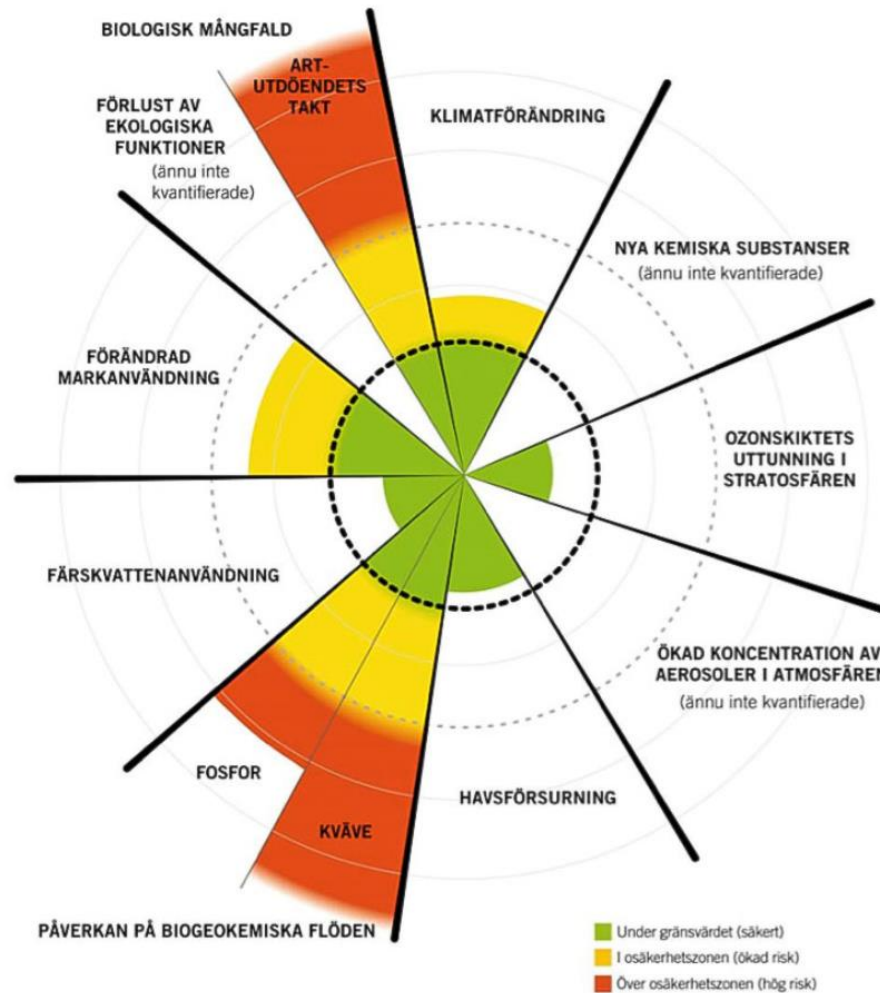 BIOLOGISK MÅNGFALD
ART-
UTDÖENDETS
TAKT
FÖRLUST AV
EKOLOGISKA
FUNKTIONER
(ännu inte
kvantifierade)
KLIMATFÖRÄNDRING
NYA KEMISKA SUBSTANSER
(ännu inte kvantifierade)
FÖRÄNDRAD
MARKANVÄNDNING
OZONSKIKTETS
UTTUNNING I
STRATOSFÄREN
FÄRSKVATTENANVÄNDNING
ÖKAD KONCENTRATION AV
AEROSOLER I ATMOSFÄREN
(ännu inte kvantifierade)
FOSFOR
KVÄVE
HAVSFÖRSURNING
PÅVERKAN PÅ BIOGEOKEMISKA FLÖDEN
Under gränsvärdet (säkert)
I osäkerhetszonen (ökad risk)
Över osäkerhetszonen (hög risk)